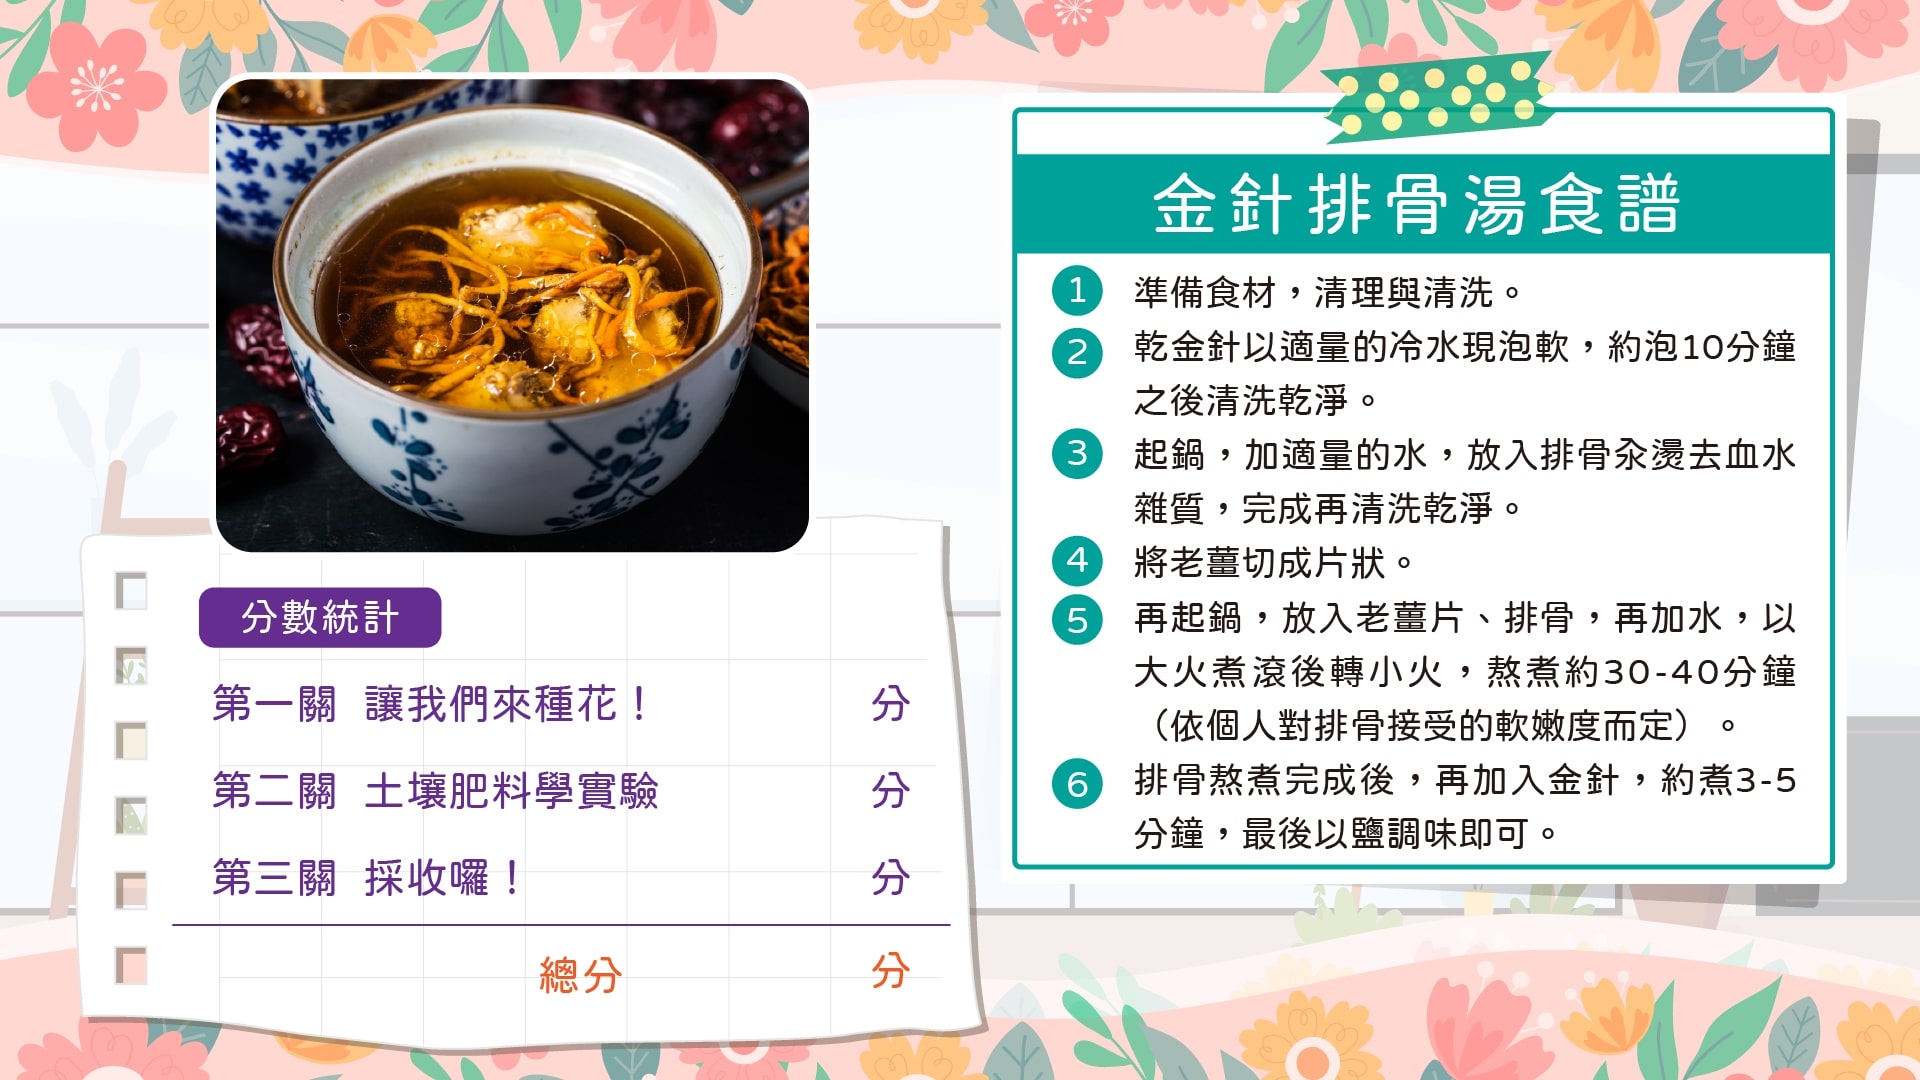 分數統計
第一關 讓我們來種花！ 分
第二關 土壤肥料學實驗 分
第三關 採收囉！ 分
總分 分
金針排骨湯食譜
1 準備食材，清理與清洗。
2 乾金針以適量的冷水現泡軟，約泡10分鐘
之後清洗乾淨。
3 起鍋，加適量的水，放入排骨汆燙去血水
雜質，完成再清洗乾淨。
4 將老薑切成片狀。
5 再起鍋，放入老薑片、排骨，再加水，以
大火煮滾後轉小火，熬煮約30-40分鐘
（依個人對排骨接受的軟嫩度而定）。
6 排骨熬煮完成後，再加入金針，約煮3-5
分鐘，最後以鹽調味即可。